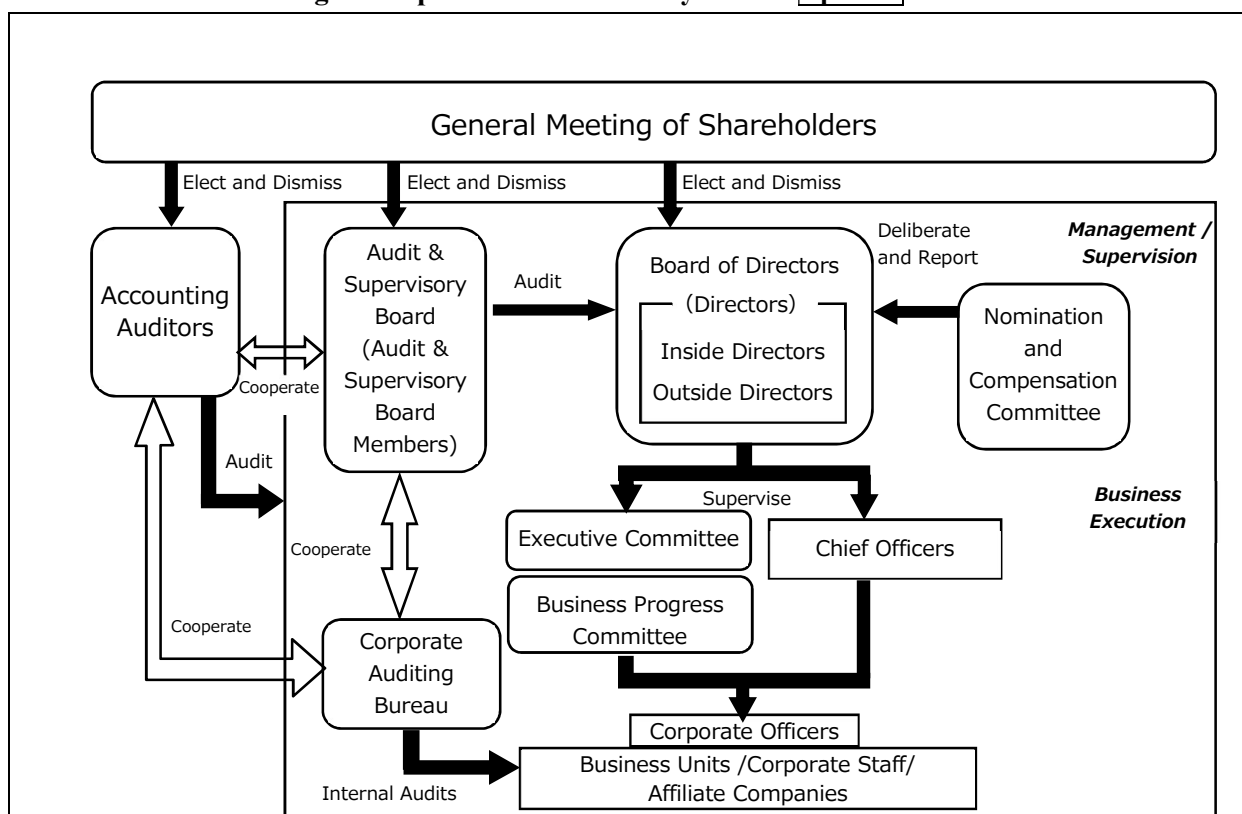 General Meeting of Shareholders
Elect and Dismiss
Elect and Dismiss
Elect and Dismiss
Management /
Supervision
Deliberate
and Report
Accounting
Auditors
Audit &
Supervisory
Board
(Audit &
Supervisory
Board
Members)
Audit
Board of Directors
(Directors)
Inside Directors
Outside Directors
Nomination
and
Compensation
Committee
Cooperate
Audit
Supervise
Business
Execution
Executive Committee
Chief Officers
Cooperate
Business Progress
Committee
Cooperate
Corporate
Auditing
Bureau
Corporate Officers
Business Units /Corporate Staff/
Affiliate Companies
Internal Audits